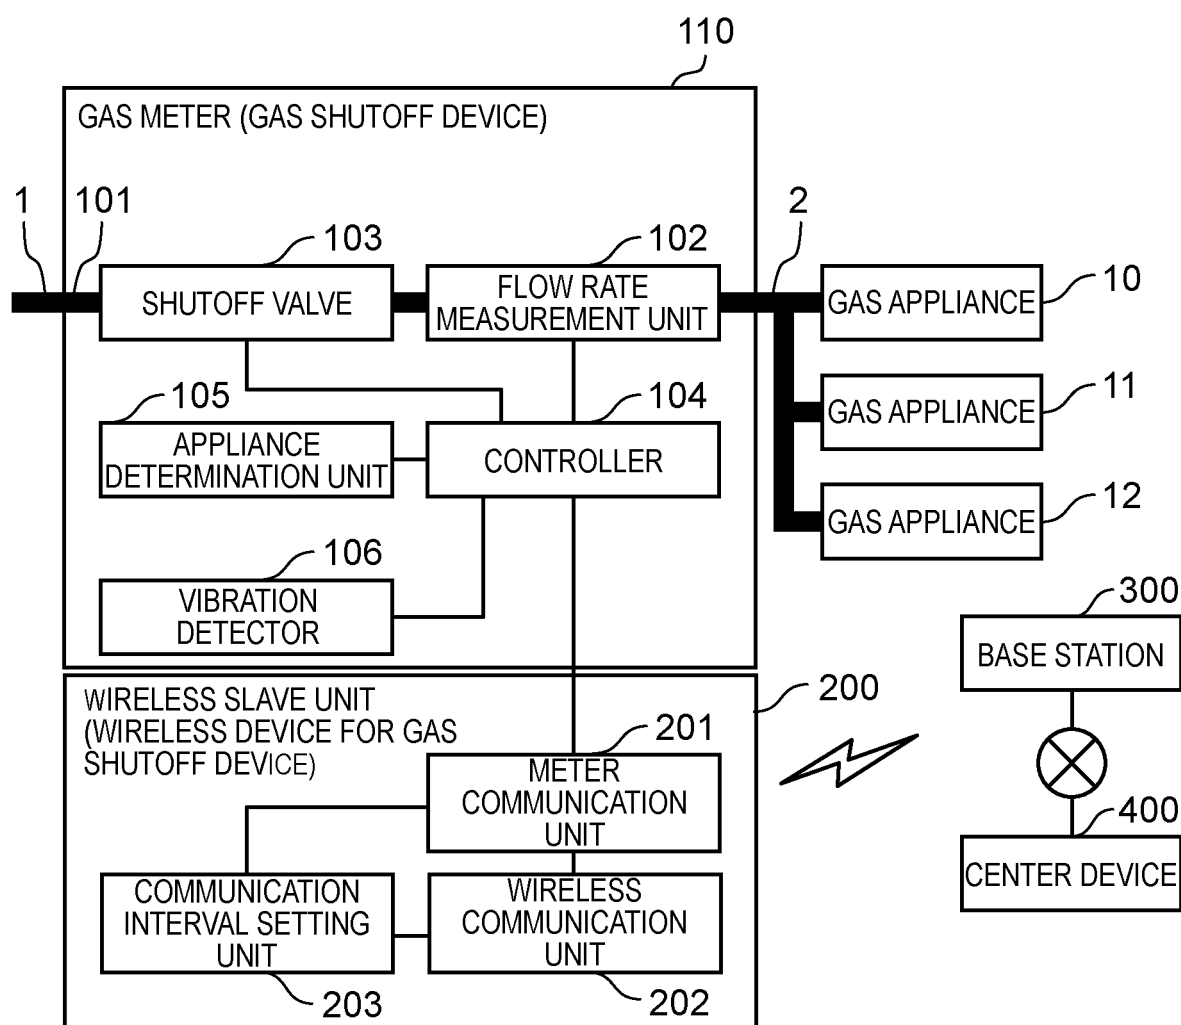 110
GAS METER (GAS SHUTOFF DEVICE)
1
101
103
102
2
SHUTOFF VALVE
FLOW RATE
MEASUREMENT UNIT
GAS APPLIANCE
10
105
104
APPLIANCE
DETERMINATION UNIT
CONTROLLER
GAS APPLIANCE
11
GAS APPLIANCE
12
106
VIBRATION
DETECTOR
300
BASE STATION
WIRELESS SLAVE UNIT
(WIRELESS DEVICE FOR GAS
SHUTOFF DEVICE)
200
201
METER
COMMUNICATION
UNIT
400
CENTER DEVICE
COMMUNICATION
INTERVAL SETTING
UNIT
WIRELESS
COMMUNICATION
UNIT
203
202